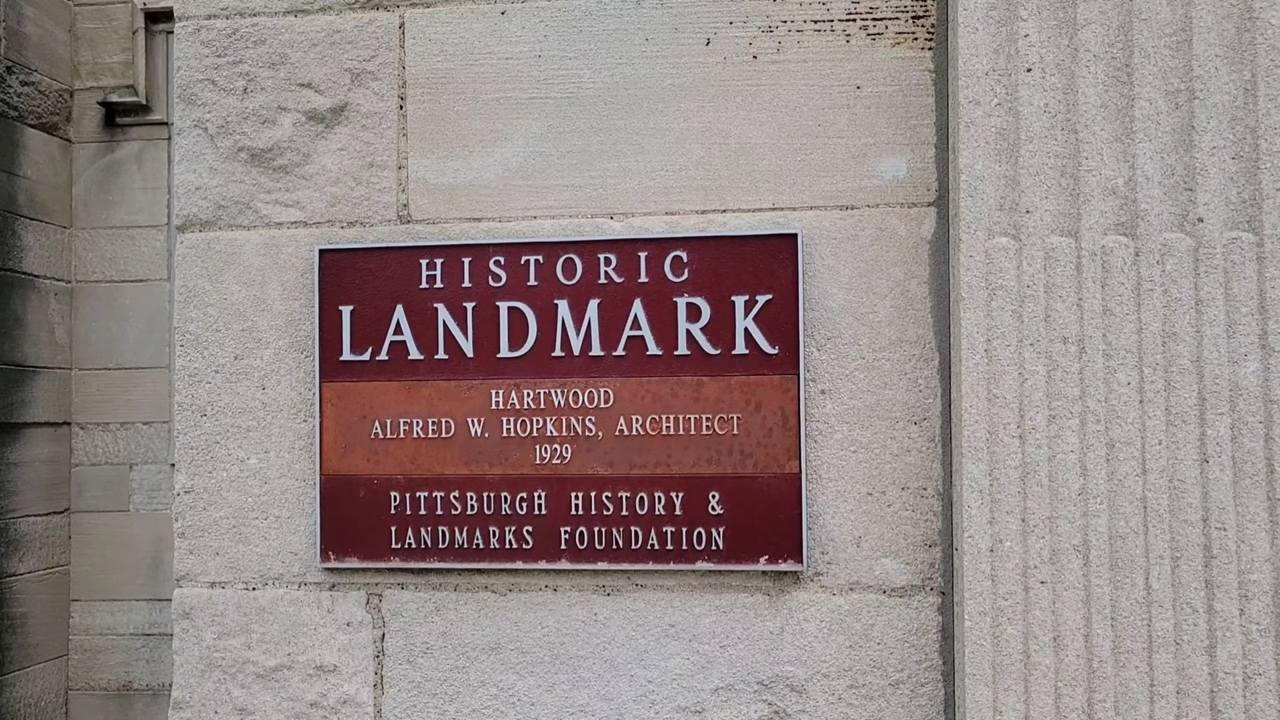 HISTORIC
LANDMARK
HARTWOOD
ALFRED W. HOPKINS, ARCHITECT
1929
PITTSBURGH HISTORY &
LANDMARKS FOUNDATION